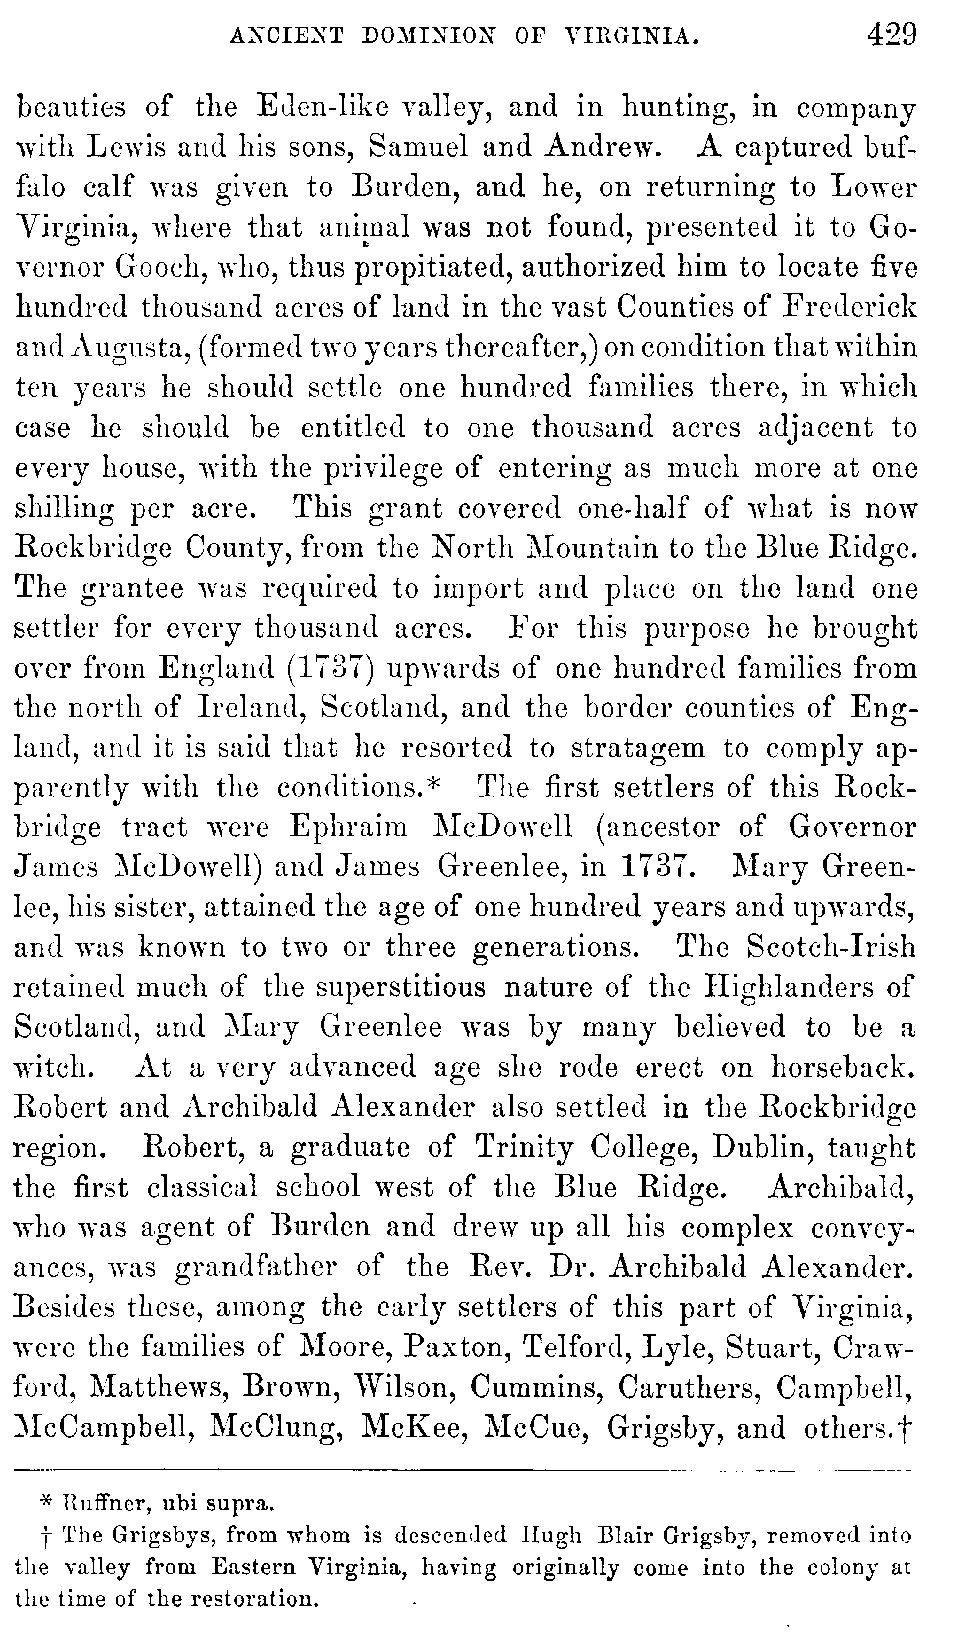 ANCIENT DOMINION OF VIRGINIA. 429
beauties of the Eden-like valley, and in hunting, in company
with Lewis and his sons, Samuel and Andrew. A captured buf-
falo calf was given to Burden, and he, on returning to Lower
Virginia, where that animal was not found, presented it to Go-
vernor Gooch, who, thus propitiated, authorized him to locate five
hundred thousand acres of land in the vast Counties of Frederick
and Augusta, (formed two years thereafter,) on condition that within
ten years he should settle one hundred families there, in which
case he should be entitled to one thousand acres adjacent to
every house, with the privilege of entering as much more at one
shilling per acre. This grant covered one-half of what is now
Rockbridge County, from the North Mountain to the Blue Ridge.
The grantee was required to import and place on the land one
settler for every thousand acres. For this purpose he brought
over from England (1737) upwards of one hundred families from
the north of Ireland, Scotland, and the border counties of Eng-
land, and it is said that he resorted to stratagem to comply ap-
parently with the conditions.* The first settlers of this Rock-
bridge tract were Ephraim McDowell (ancestor of Governor
James McDowell) and James Greenlee, in 1737. Mary Green-
lee, his sister, attained the age of one hundred years and upwards,
and was known to two or three generations. The Scotch-Irish
retained much of the superstitious nature of the Highlanders of
Scotland, and Mary Greenlee was by many believed to be a
witch. At a very advanced age she rode erect on horseback.
Robert and Archibald Alexander also settled in the Rockbridge
region. Robert, a graduate of Trinity College, Dublin, taught
the first classical school west of the Blue Ridge. Archibald,
who was agent of Burden and drew up all his complex convey-
ances, was grandfather of the Rev. Dr. Archibald Alexander.
Besides these, among the early settlers of this part of Virginia,
were the families of Moore, Paxton, Telford, Lyle, Stuart, Craw-
ford, Matthews, Brown, Wilson, Cummins, Caruthers, Campbell,
McCampbell, McClung, McKee, McCue, Grigsby, and others.†
* Ruffner, ubi supra.
† The Grigsbys, from whom is descended Hugh Blair Grigsby, removed into
the valley from Eastern Virginia, having originally come into the colony at
the time of the restoration.